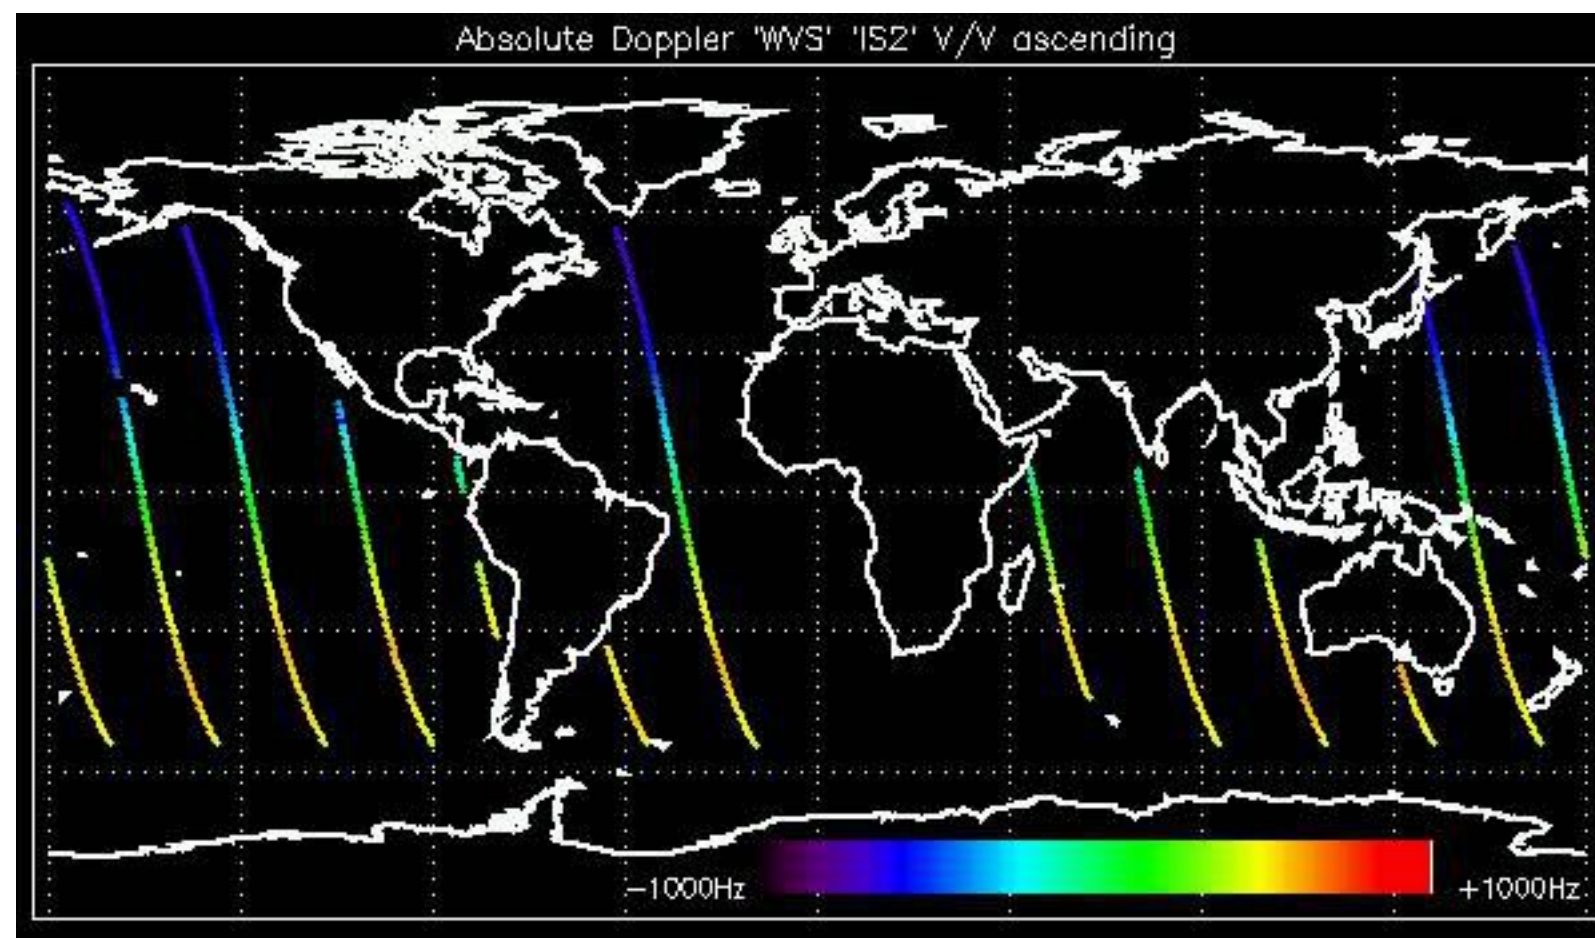 Absolute Doppler 'WVS' 'IS2' V/V ascending
-1000Hz
+1000Hz